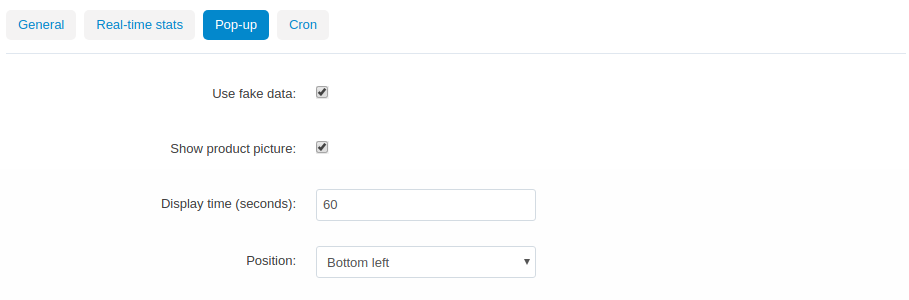 General Real-time stats Pop-up Cron
Use fake data:
Show product picture:
Display time (seconds): 60
Position: Bottom left